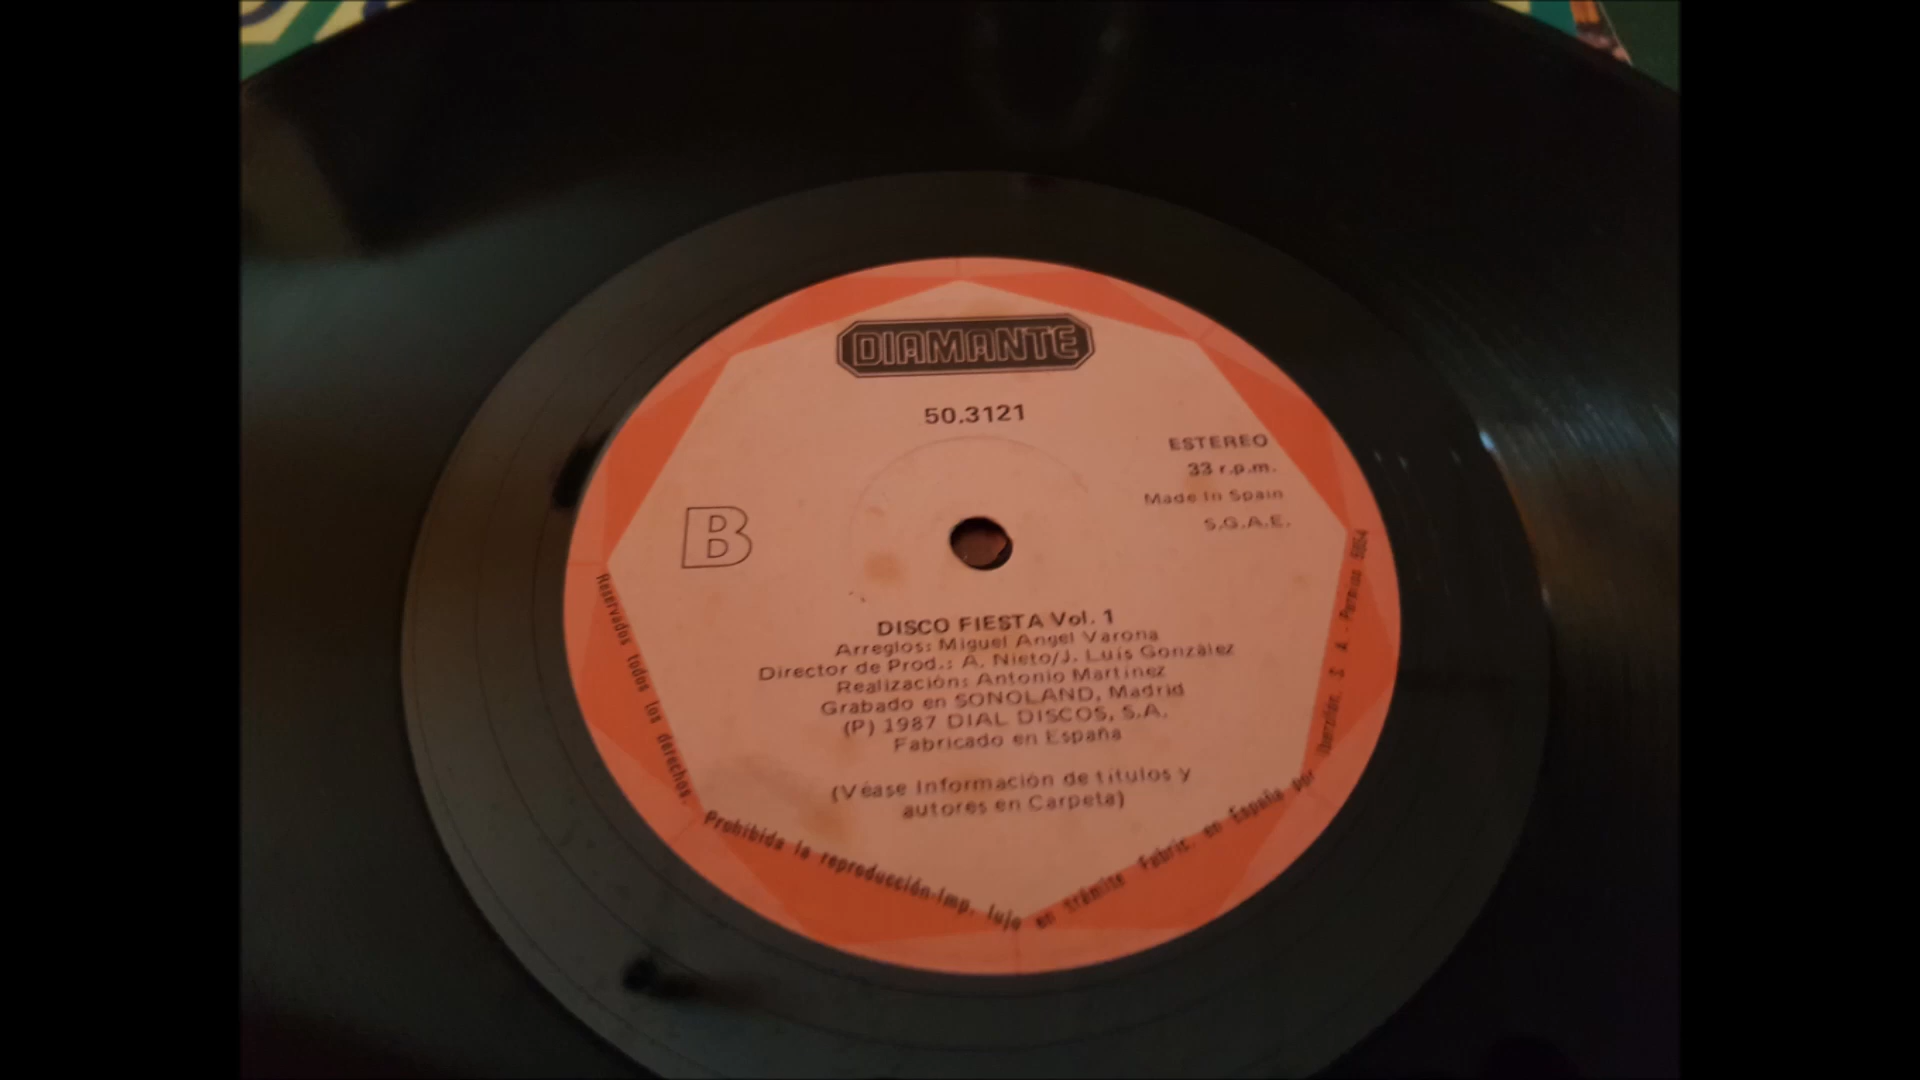 DIAMANTE
50.3121
ESTEREO
33 r.p.m.
Made In Spain
S.G.A.E.
B
DISCO FIESTA Vol. 1
Arreglos: Miguel Angel Varona
Director de Prod.: A. Nieto/J. Luis González
Realización: Antonio Martínez
Grabado en SONOLAND, Madrid
(P) 1987 DIAL DISCOS, S.A.
Fabricado en España
(Véase Información de títulos y
autores en Carpeta)
Reservados todos los derechos. Prohibida la reproducción-Imp. lujo en trámite Fabric. en España por S A - Permiso